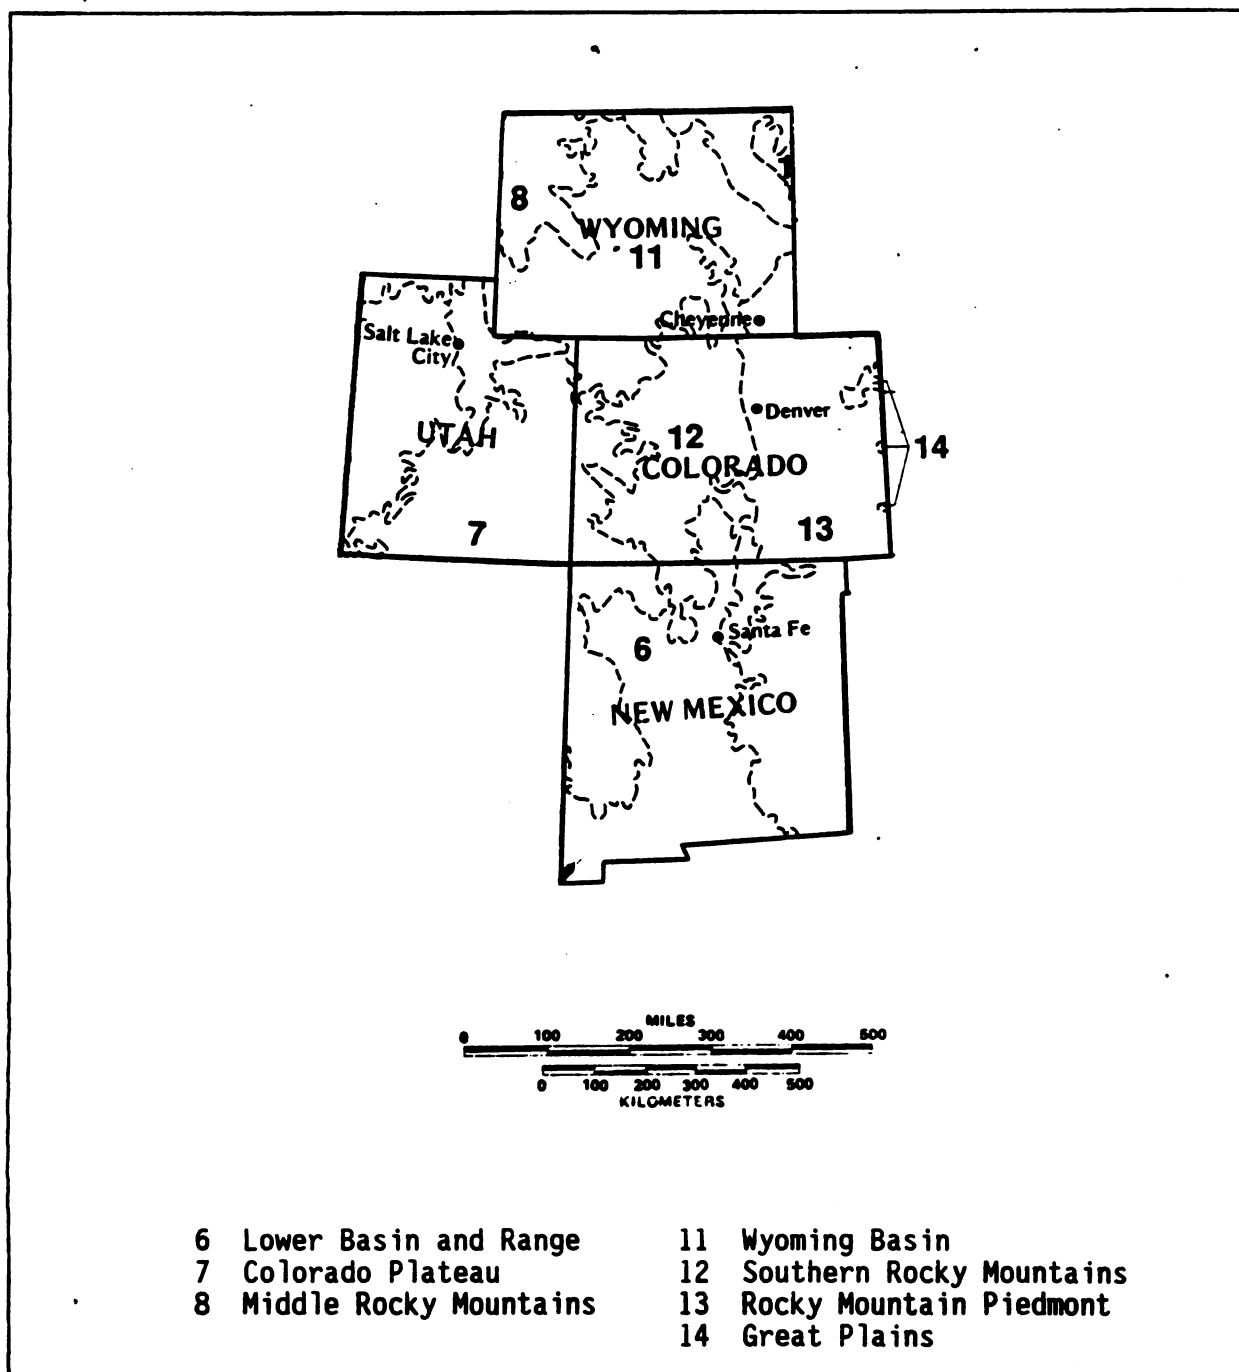 8
WYOMING
11
Cheyenne
Salt Lake
City
Denver
UTAH
12
COLORADO
14
7
13
Santa Fe
6
NEW MEXICO
MILES
0 100 200 300 400 500
0 100 200 300 400 500
KILOMETERS
6 Lower Basin and Range
7 Colorado Plateau
8 Middle Rocky Mountains
11 Wyoming Basin
12 Southern Rocky Mountains
13 Rocky Mountain Piedmont
14 Great Plains